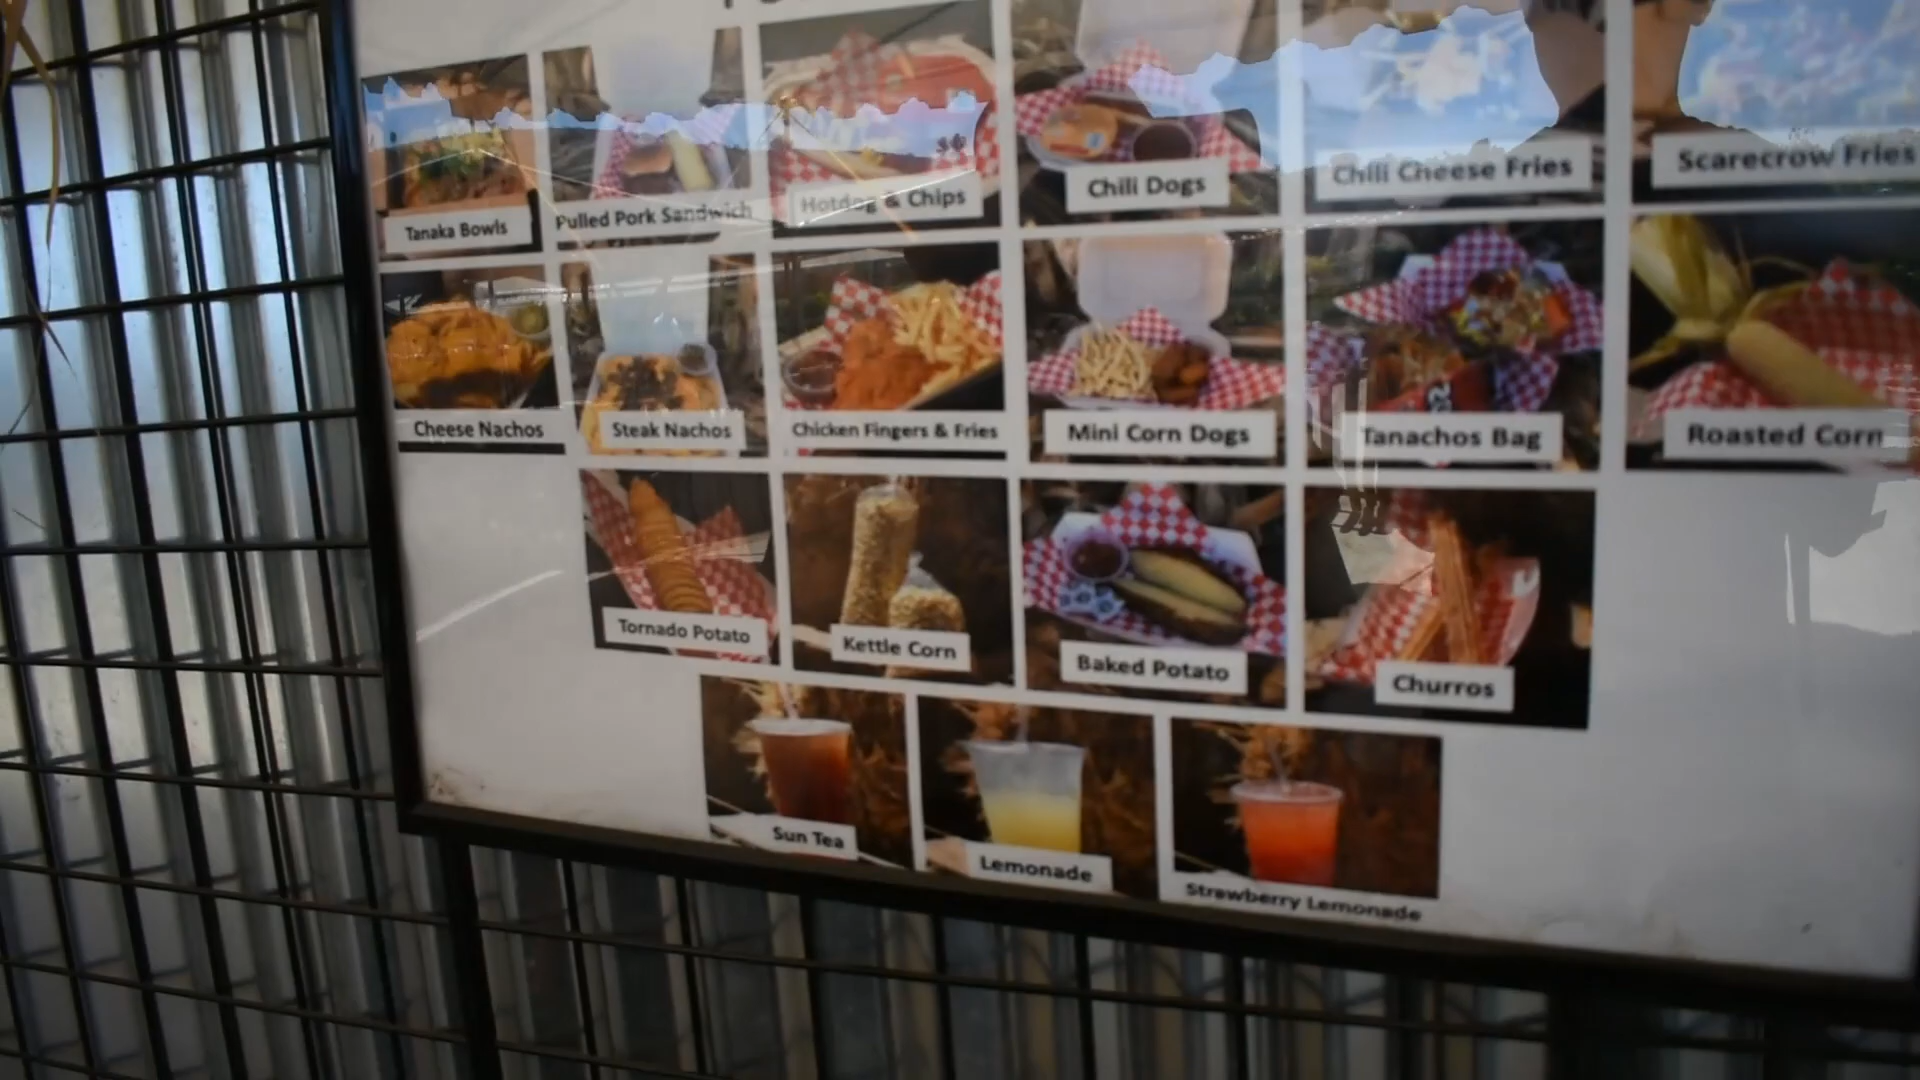 Tanaka Bowls
Pulled Pork Sandwich
Hotdog & Chips
Chili Dogs
Chili Cheese Fries
Scarecrow Fries
Cheese Nachos
Steak Nachos
Chicken Fingers & Fries
Mini Corn Dogs
Tanachos Bag
Roasted Corn
Tornado Potato
Kettle Corn
Baked Potato
Churros
Sun Tea
Lemonade
Strawberry Lemonade